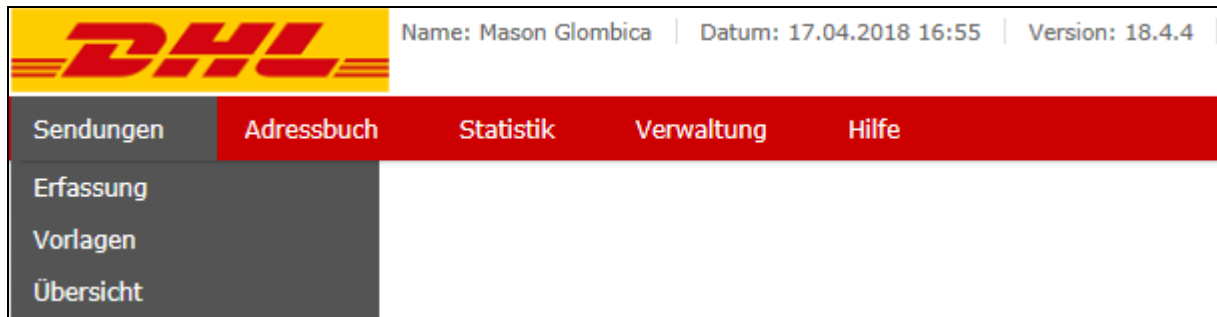 DHL
Name: Mason Glombica | Datum: 17.04.2018 16:55 | Version: 18.4.4 |
Sendungen Adressbuch Statistik Verwaltung Hilfe
Erfassung
Vorlagen
Übersicht